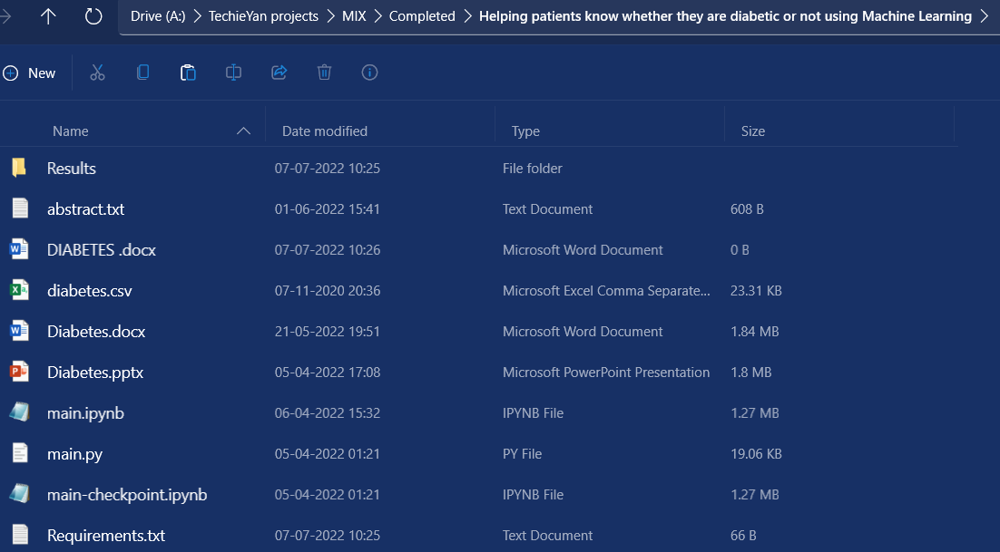 Drive (A:) > TechieYan projects > MIX > Completed > Helping patients know whether they are diabetic or not using Machine Learning >
New
Name Date modified Type Size
Results 07-07-2022 10:25 File folder
abstract.txt 01-06-2022 15:41 Text Document 608 B
DIABETES .docx 07-07-2022 10:26 Microsoft Word Document 0 B
diabetes.csv 07-11-2020 20:36 Microsoft Excel Comma Separate... 23.31 KB
Diabetes.docx 21-05-2022 19:51 Microsoft Word Document 1.84 MB
Diabetes.pptx 05-04-2022 17:08 Microsoft PowerPoint Presentation 1.8 MB
main.ipynb 06-04-2022 15:32 IPYNB File 1.27 MB
main.py 05-04-2022 01:21 PY File 19.06 KB
main-checkpoint.ipynb 05-04-2022 01:21 IPYNB File 1.27 MB
Requirements.txt 07-07-2022 10:25 Text Document 66 B